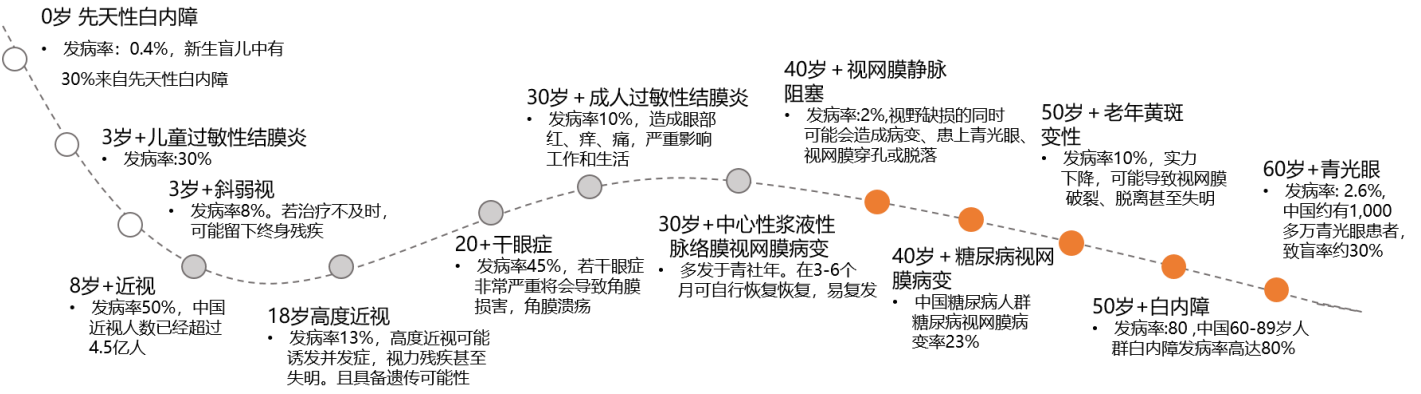 0岁 先天性白内障
• 发病率：0.4%，新生盲儿中有
30%来自先天性白内障
3岁+儿童过敏性结膜炎
• 发病率:30%
3岁+斜弱视
• 发病率8%。若治疗不及时，
可能留下终身残疾
8岁+近视
• 发病率50%，中国
近视人数已经超过
4.5亿人
18岁高度近视
• 发病率13%，高度近视可能
诱发并发症，视力残疾甚至
失明。且具备遗传可能性
20+干眼症
• 发病率45%，若干眼症
非常严重将会导致角膜
损害，角膜溃疡
30岁+成人过敏性结膜炎
• 发病率10%，造成眼部
红、痒、痛，严重影响
工作和生活
30岁+中心性浆液性
脉络膜视网膜病变
• 多发于青社年。在3-6个
月可自行恢复恢复，易复发
40岁+视网膜静脉
阻塞
• 发病率:2%,视野缺损的同时
可能会造成病变、患上青光眼、
视网膜穿孔或脱落
40岁+糖尿病视网
膜病变
• 中国糖尿病人群
糖尿病视网膜病
变率23%
50岁+老年黄斑
变性
• 发病率10%，实力
下降，可能导致视网膜
破裂、脱离甚至失明
50岁+白内障
• 发病率:80 ,中国60-89岁人
群白内障发病率高达80%
60岁+青光眼
• 发病率: 2.6%,
中国约有1,000
多万青光眼患者，
致盲率约30%